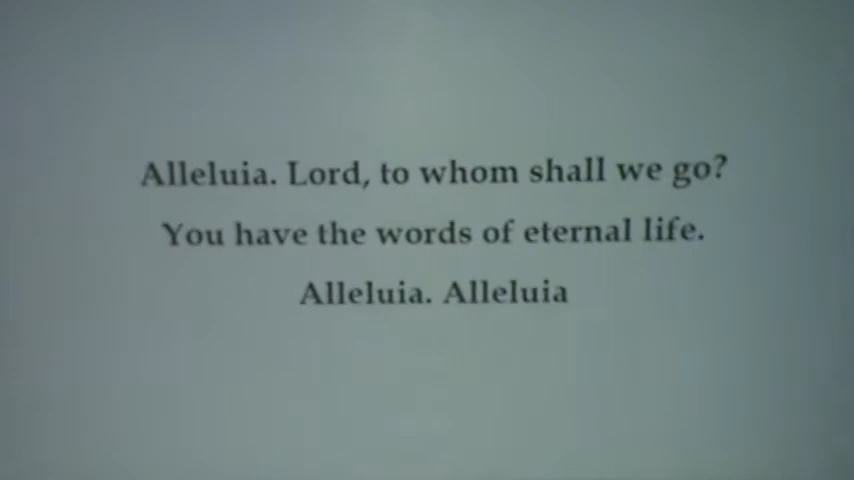 Alleluia. Lord, to whom shall we go?
You have the words of eternal life.
Alleluia. Alleluia